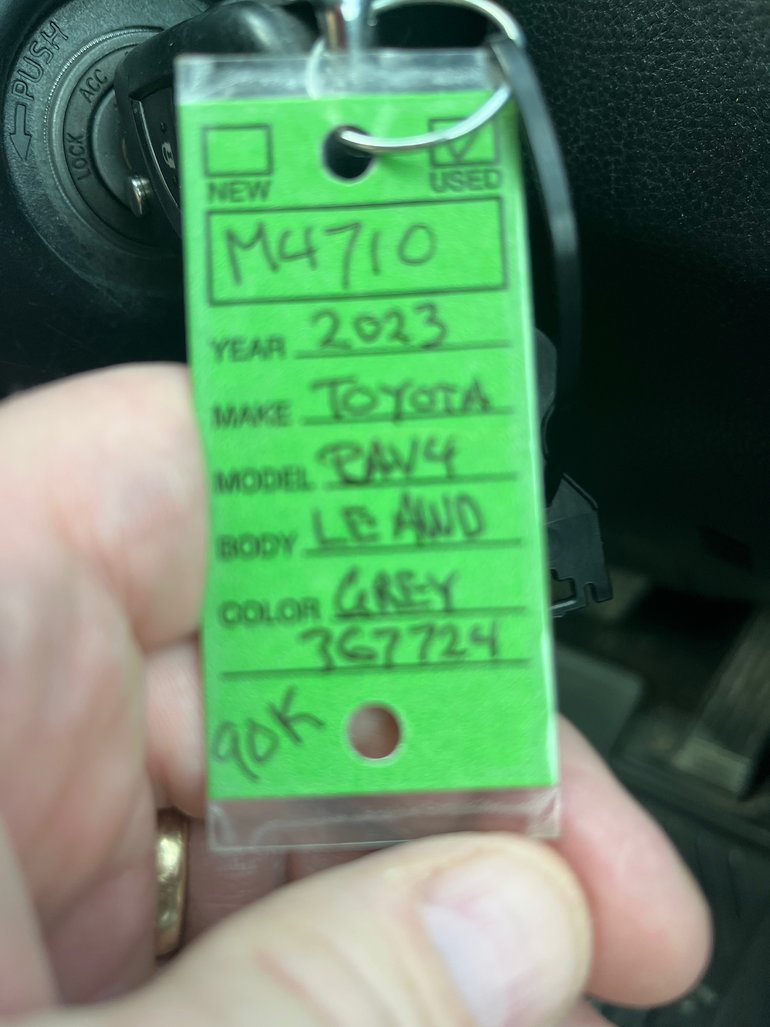 PUSH
ACC
LOCK
NEW USED
M4710
YEAR 2023
MAKE TOYOTA
MODEL RAV4
BODY LE AWD
COLOR GREY
367724
90K